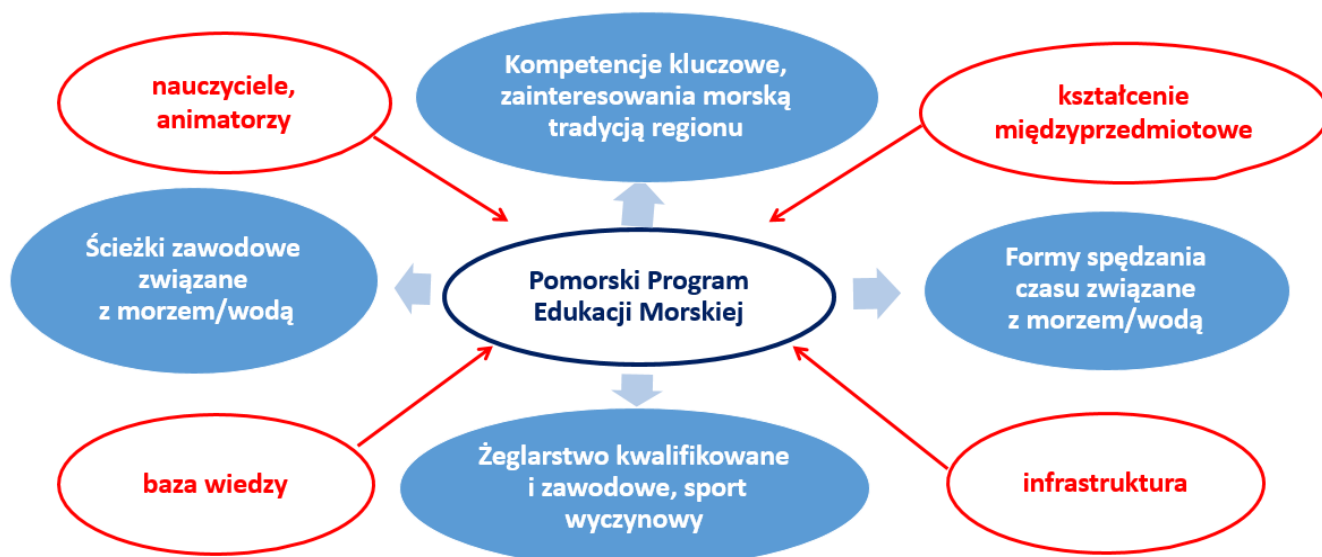 nauczyciele,
animatorzy
Kompetencje kluczowe,
zainteresowania morską
tradycją regionu
kształcenie
międzyprzedmiotowe
Ścieżki zawodowe
związane
z morzem/wodą
Pomorski Program
Edukacji Morskiej
Formy spędzania
czasu związane
z morzem/wodą
baza wiedzy
Żeglarstwo kwalifikowane
i zawodowe, sport
wyczynowy
infrastruktura